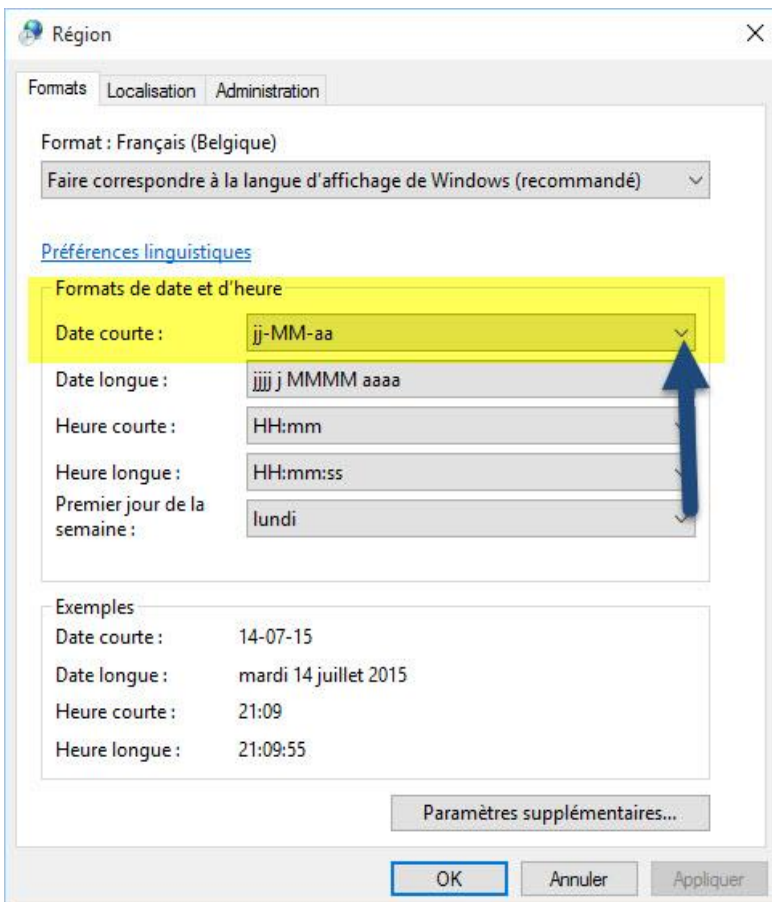 Région
Formats Localisation Administration
Format : Français (Belgique)
Faire correspondre à la langue d'affichage de Windows (recommandé)
Préférences linguistiques
Formats de date et d'heure
Date courte : jj-MM-aa
Date longue : jjjj j MMMM aaaa
Heure courte : HH:mm
Heure longue : HH:mm:ss
Premier jour de la
semaine : lundi
Exemples
Date courte : 14-07-15
Date longue : mardi 14 juillet 2015
Heure courte : 21:09
Heure longue : 21:09:55
Paramètres supplémentaires...
OK Annuler Appliquer